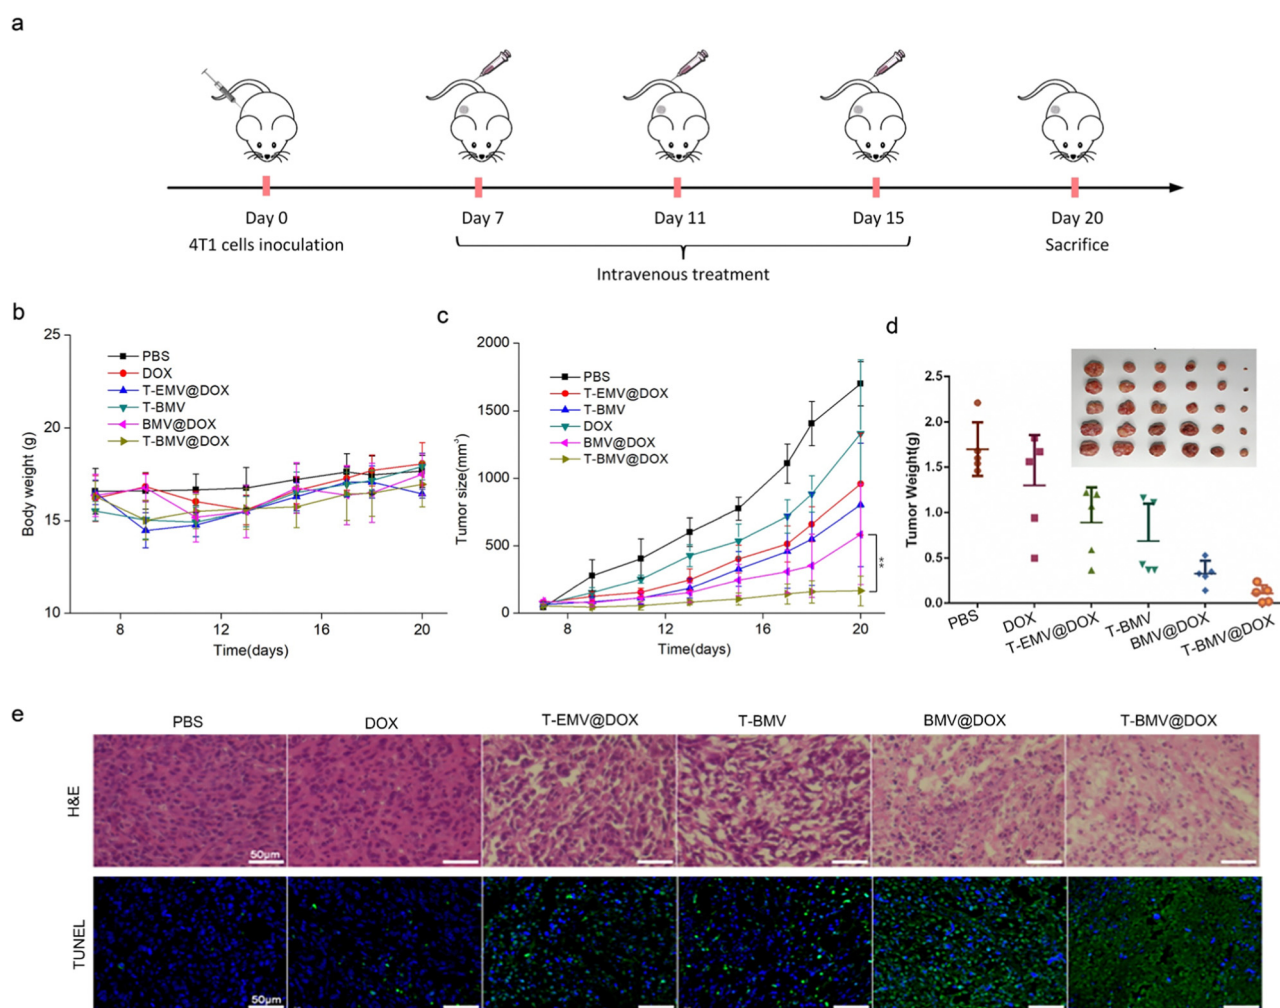 a
Day 0
Day 7
Day 11
Day 15
Day 20
4T1 cells inoculation
Sacrifice
Intravenous treatment
b
25
20
15
10
Body weight (g)
PBS
DOX
T-EMV@DOX
T-BMV
BMV@DOX
T-BMV@DOX
8
12
16
20
Time(days)
c
2000
1500
1000
500
0
Tumor size(mm³)
PBS
T-EMV@DOX
T-BMV
DOX
BMV@DOX
T-BMV@DOX
**
8
12
16
20
Time(days)
d
2.5
2.0
1.5
1.0
0.5
0.0
Tumor Weight(g)
PBS
DOX
T-EMV@DOX
T-BMV
BMV@DOX
T-BMV@DOX
e
PBS
DOX
T-EMV@DOX
T-BMV
BMV@DOX
T-BMV@DOX
H&E
50μm
TUNEL
50μm